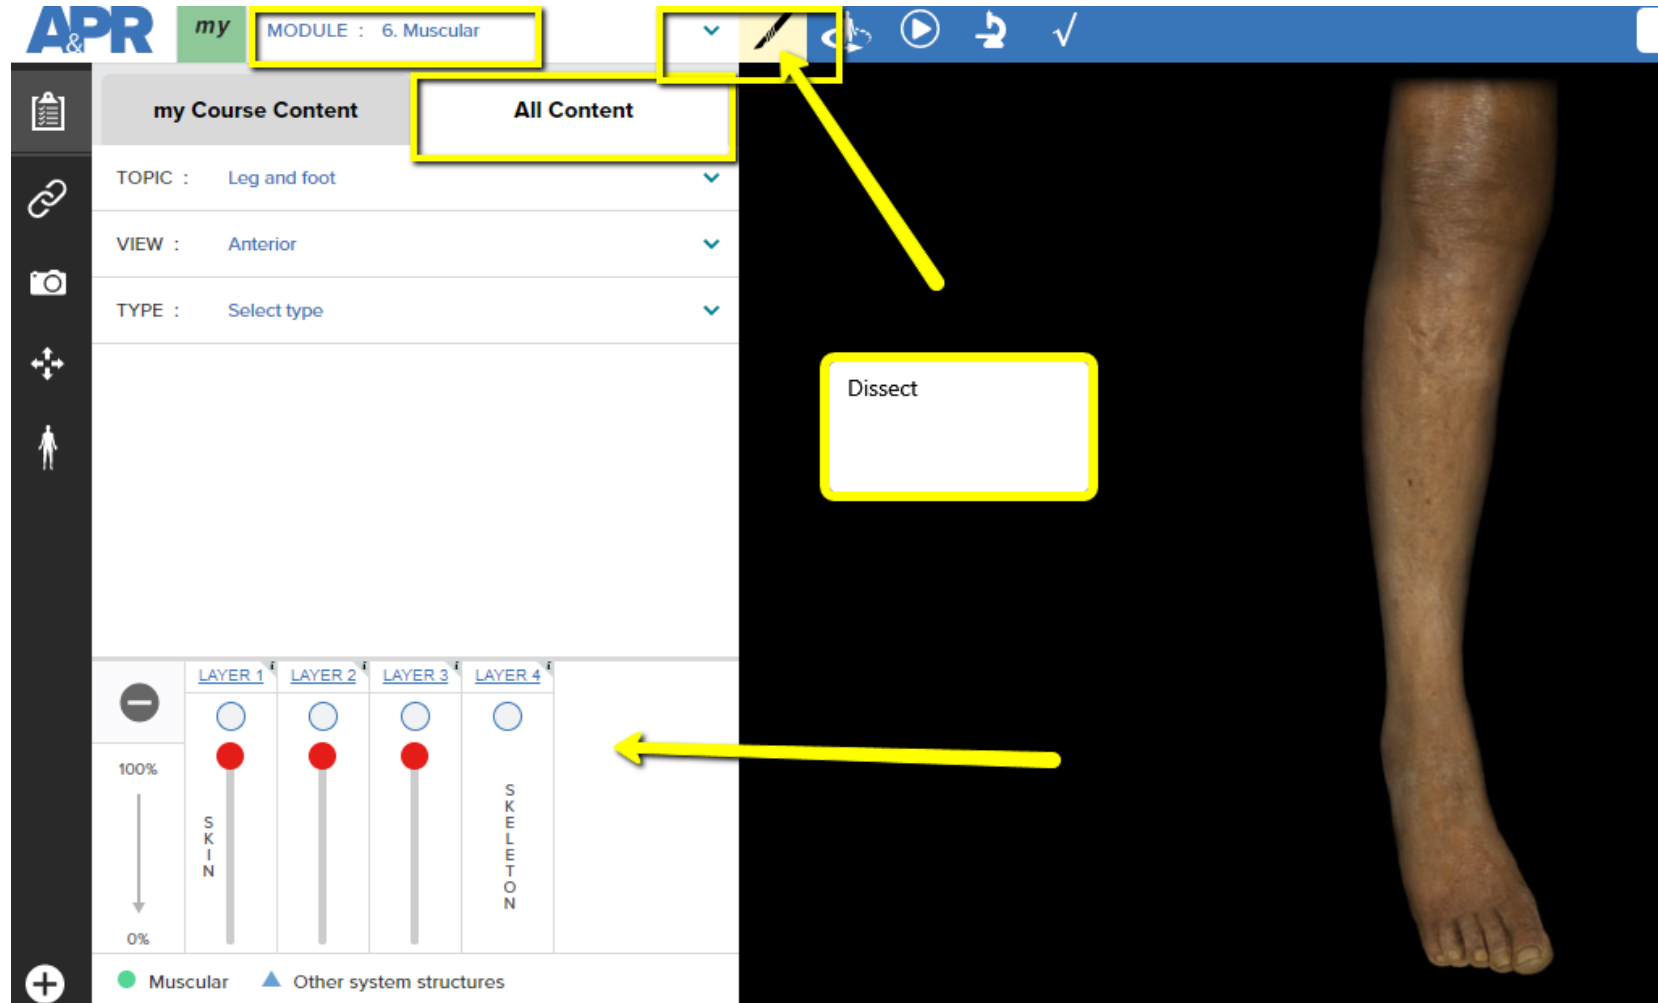 A&PR my MODULE : 6. Muscular √
my Course Content All Content
TOPIC : Leg and foot
VIEW : Anterior
TYPE : Select type
Dissect
LAYER 1 i LAYER 2 i LAYER 3 i LAYER 4 i
100%
SKIN
SKELETON
0%
Muscular Other system structures